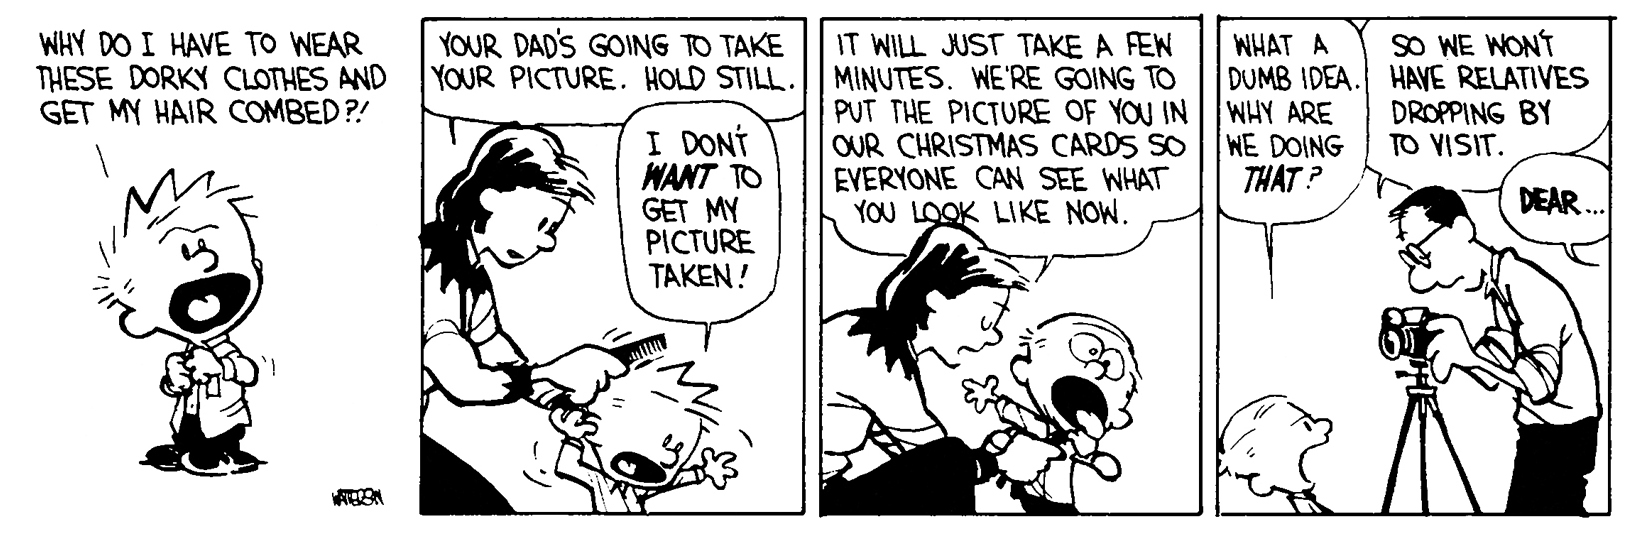 WHY DO I HAVE TO WEAR
THESE DORKY CLOTHES AND
GET MY HAIR COMBED?!
WATTERSON
YOUR DAD'S GOING TO TAKE
YOUR PICTURE. HOLD STILL.
I DON'T
WANT TO
GET MY
PICTURE
TAKEN!
IT WILL JUST TAKE A FEW
MINUTES. WE'RE GOING TO
PUT THE PICTURE OF YOU IN
OUR CHRISTMAS CARDS SO
EVERYONE CAN SEE WHAT
YOU LOOK LIKE NOW.
WHAT A
DUMB IDEA.
WHY ARE
WE DOING
THAT?
SO WE WON'T
HAVE RELATIVES
DROPPING BY
TO VISIT.
DEAR...